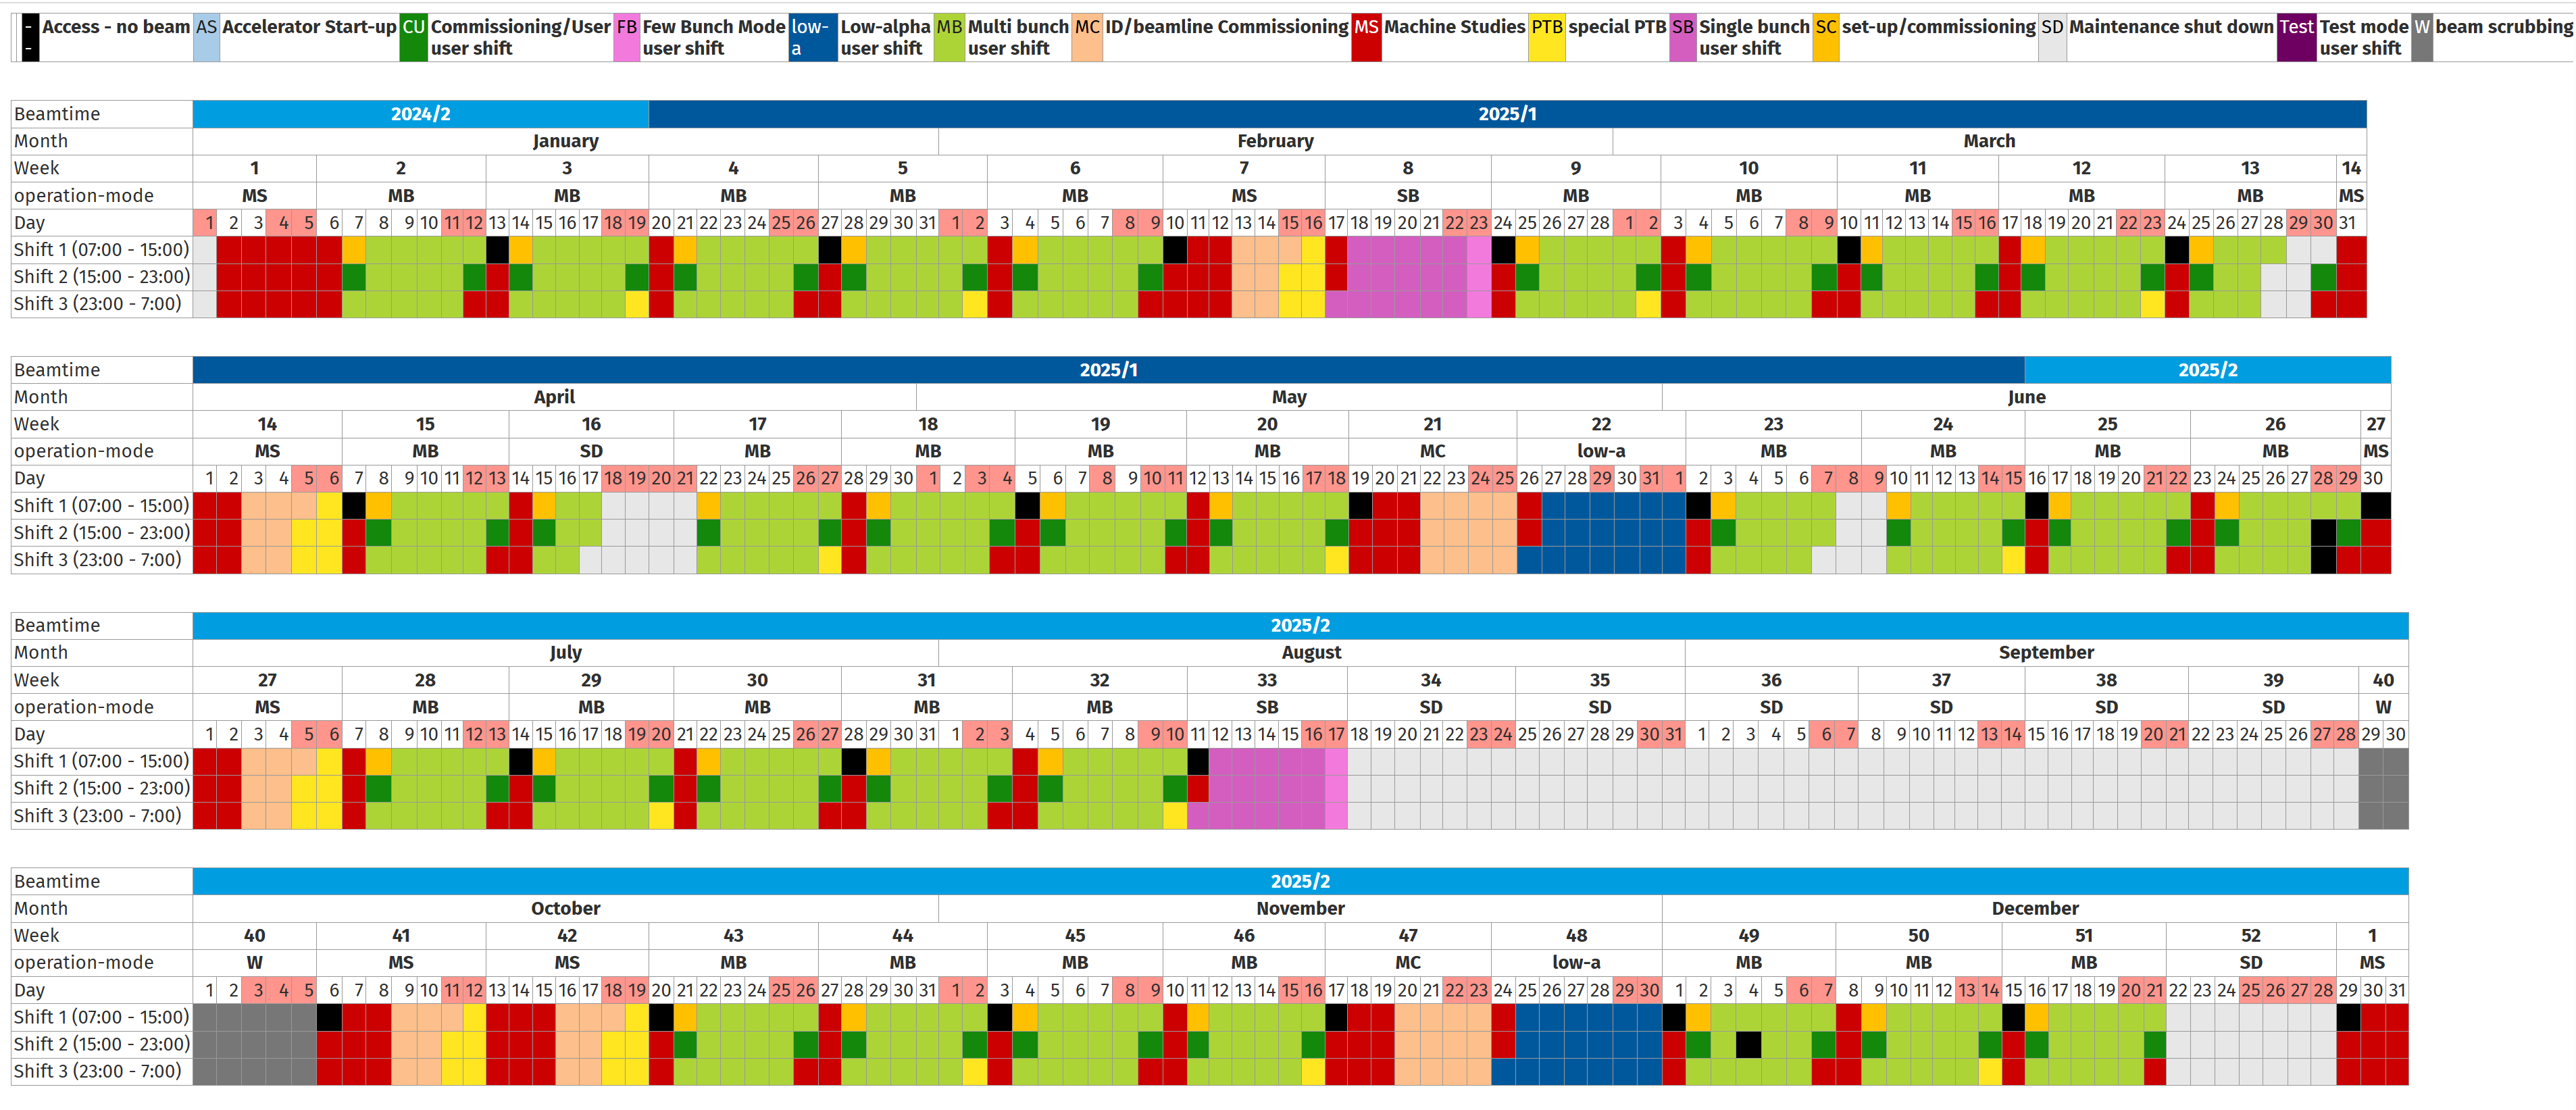 - Access - no beam AS Accelerator Start-up CU Commissioning/User FB Few Bunch Mode low- Low-alpha MB Multi bunch MC ID/beamline Commissioning MS Machine Studies PTB special PTB SB Single bunch SC set-up/commissioning SD Maintenance shut down Test Test mode W beam scrubbing
- user shift user shift a user shift user shift user shift user shift
Beamtime 2024/2 2025/1
Month January February March
Week 1 2 3 4 5 6 7 8 9 10 11 12 13 14
operation-mode MS MB MB MB MB MB MS SB MB MB MB MB MB MS
Day 1 2 3 4 5 6 7 8 9 10 11 12 13 14 15 16 17 18 19 20 21 22 23 24 25 26 27 28 29 30 31 1 2 3 4 5 6 7 8 9 10 11 12 13 14 15 16 17 18 19 20 21 22 23 24 25 26 27 28 1 2 3 4 5 6 7 8 9 10 11 12 13 14 15 16 17 18 19 20 21 22 23 24 25 26 27 28 29 30 31
Shift 1 (07:00 - 15:00)
Shift 2 (15:00 - 23:00)
Shift 3 (23:00 - 7:00)
Beamtime 2025/1 2025/2
Month April May June
Week 14 15 16 17 18 19 20 21 22 23 24 25 26 27
operation-mode MS MB SD MB MB MB MB MC low-a MB MB MB MB MS
Day 1 2 3 4 5 6 7 8 9 10 11 12 13 14 15 16 17 18 19 20 21 22 23 24 25 26 27 28 29 30 1 2 3 4 5 6 7 8 9 10 11 12 13 14 15 16 17 18 19 20 21 22 23 24 25 26 27 28 29 30 31 1 2 3 4 5 6 7 8 9 10 11 12 13 14 15 16 17 18 19 20 21 22 23 24 25 26 27 28 29 30
Shift 1 (07:00 - 15:00)
Shift 2 (15:00 - 23:00)
Shift 3 (23:00 - 7:00)
Beamtime 2025/2
Month July August September
Week 27 28 29 30 31 32 33 34 35 36 37 38 39 40
operation-mode MS MB MB MB MB MB SB SD SD SD SD SD SD W
Day 1 2 3 4 5 6 7 8 9 10 11 12 13 14 15 16 17 18 19 20 21 22 23 24 25 26 27 28 29 30 31 1 2 3 4 5 6 7 8 9 10 11 12 13 14 15 16 17 18 19 20 21 22 23 24 25 26 27 28 29 30 31 1 2 3 4 5 6 7 8 9 10 11 12 13 14 15 16 17 18 19 20 21 22 23 24 25 26 27 28 29 30
Shift 1 (07:00 - 15:00)
Shift 2 (15:00 - 23:00)
Shift 3 (23:00 - 7:00)
Beamtime 2025/2
Month October November December
Week 40 41 42 43 44 45 46 47 48 49 50 51 52 1
operation-mode W MS MS MB MB MB MB MC low-a MB MB MB SD MS
Day 1 2 3 4 5 6 7 8 9 10 11 12 13 14 15 16 17 18 19 20 21 22 23 24 25 26 27 28 29 30 31 1 2 3 4 5 6 7 8 9 10 11 12 13 14 15 16 17 18 19 20 21 22 23 24 25 26 27 28 29 30 1 2 3 4 5 6 7 8 9 10 11 12 13 14 15 16 17 18 19 20 21 22 23 24 25 26 27 28 29 30 31
Shift 1 (07:00 - 15:00)
Shift 2 (15:00 - 23:00)
Shift 3 (23:00 - 7:00)